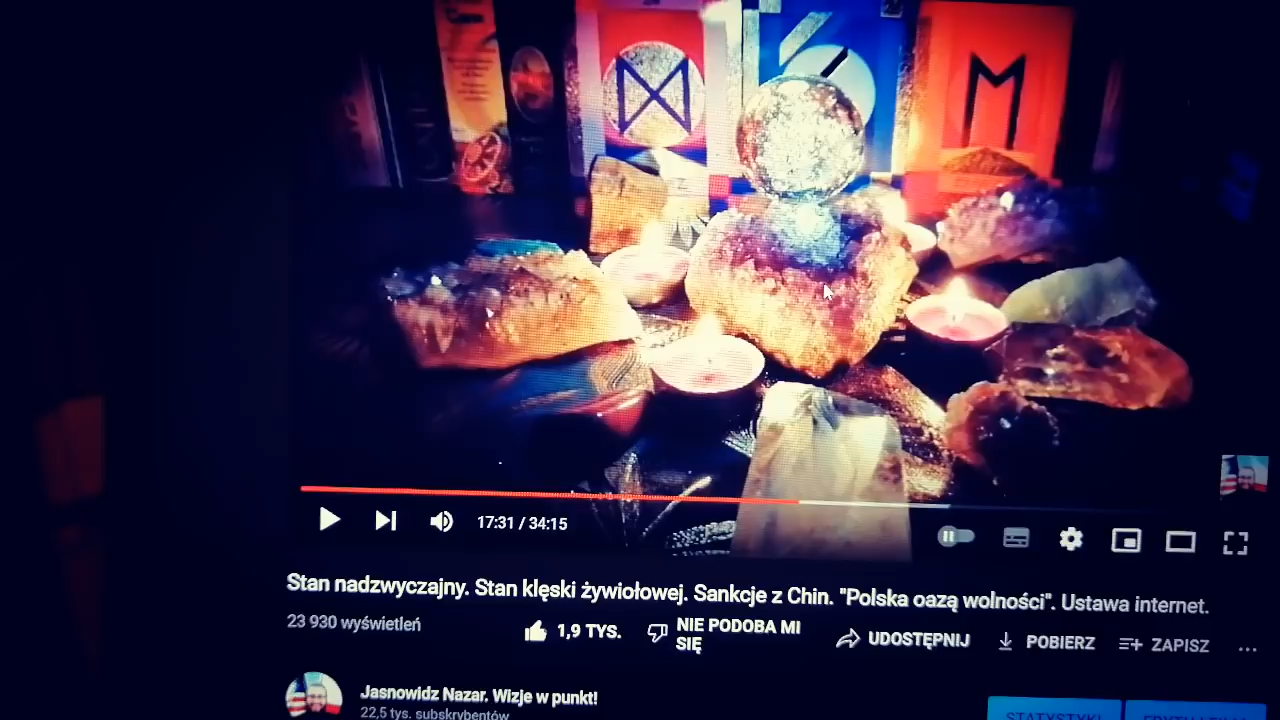 17:31 / 34:15
Stan nadzwyczajny. Stan klęski żywiołowej. Sankcje z Chin. "Polska oazą wolności". Ustawa internet.
23 930 wyświetleń
1,9 TYS.
NIE PODOBA MI
SIĘ
UDOSTĘPNIJ
POBIERZ
ZAPISZ
Jasnowidz Nazar. Wizje w punkt!
22,5 tys. subskrybentów
STATYSTYKI